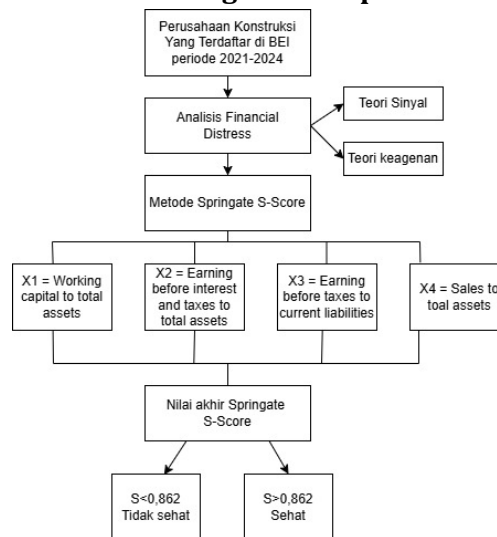 Perusahaan Konstruksi
Yang Terdaftar di BEI
periode 2021-2024
Analisis Financial
Distress
Teori Sinyal
Teori keagenan
Metode Springate S-Score
X1 = Working
capital to total
assets
X2 = Earning
before interest
and taxes to
total assets
X3 = Earning
before taxes to
current liabilities
X4 = Sales to
toal assets
Nilai akhir Springate
S-Score
S<0,862
Tidak sehat
S>0,862
Sehat